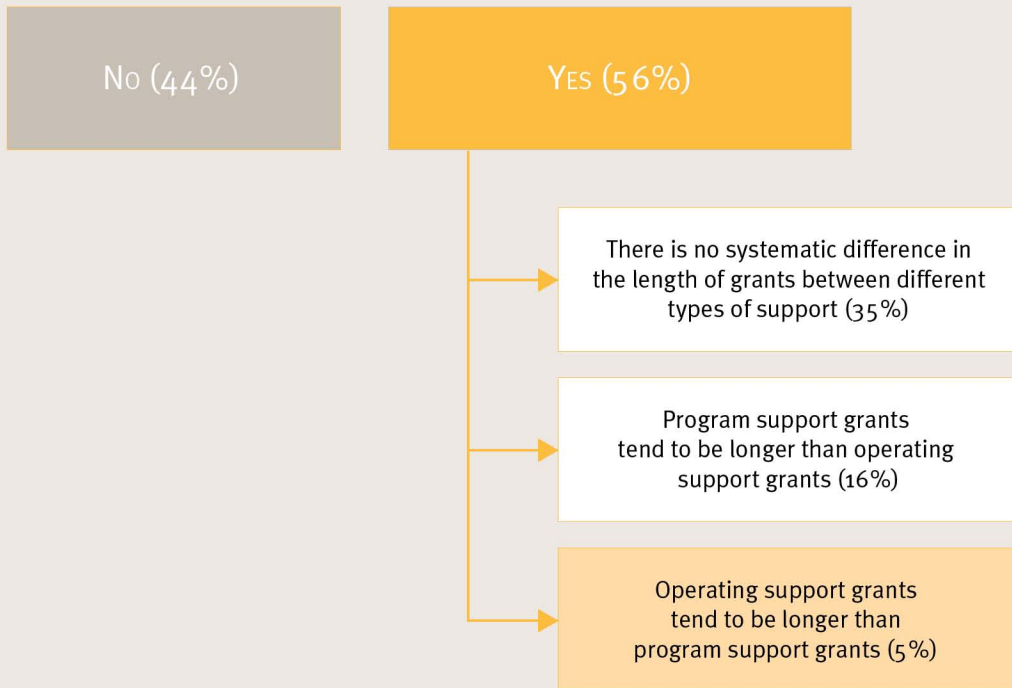 No (44%)
Yes (56%)
There is no systematic difference in
the length of grants between different
types of support (35%)
Program support grants
tend to be longer than operating
support grants (16%)
Operating support grants
tend to be longer than
program support grants (5%)